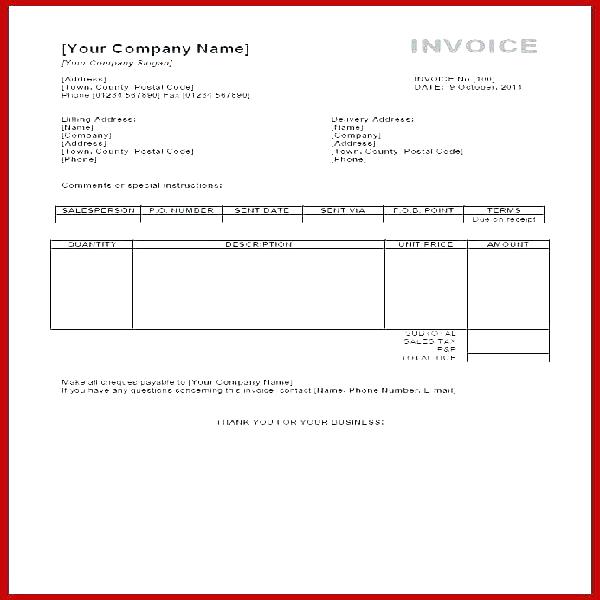 [Your Company Name]
INVOICE
[Your Company Slogan]
[Address]
INVOICE No [100]
[Town, County Postal Code]
DATE: 9 October, 2011
Phone [01234 567890] Fax [01234 567890]
Billing Address:
Delivery Address:
[Name]
[Name]
[Company]
[Company]
[Address]
[Address]
[Town, County Postal Code]
[Town, County Postal Code]
[Phone]
[Phone]
Comments or special instructions:
SALESPERSON P.O. NUMBER SENT DATE SENT VIA F.O.B. POINT TERMS
Due on receipt
QUANTITY DESCRIPTION UNIT PRICE AMOUNT
SUBTOTAL
SALES TAX
P&P
TOTAL DUE
Make all cheques payable to [Your Company Name]
If you have any questions concerning this invoice, contact [Name, Phone Number, E-mail]
THANK YOU FOR YOUR BUSINESS!